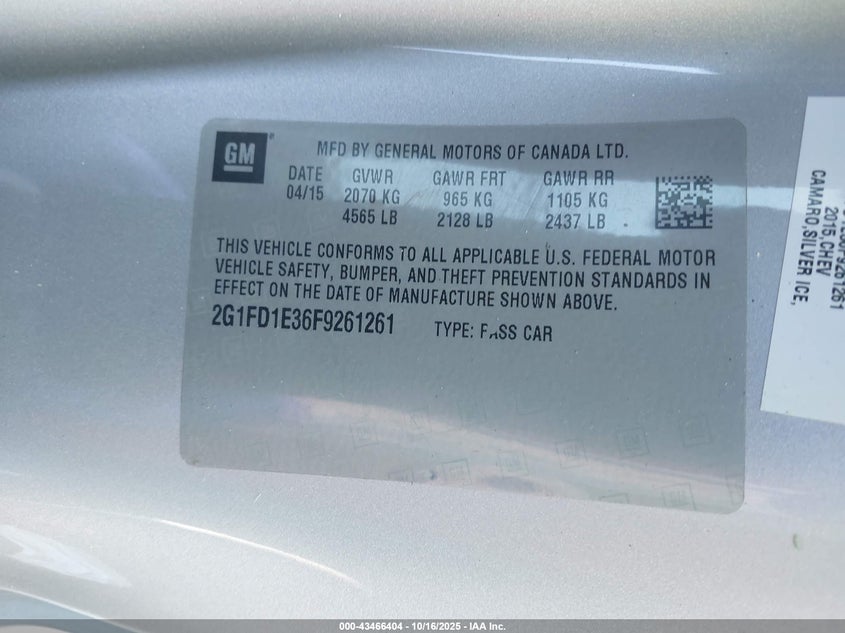 GM
MFD BY GENERAL MOTORS OF CANADA LTD.
DATE GVWR GAWR FRT GAWR RR
04/15 2070 KG 965 KG 1105 KG
4565 LB 2128 LB 2437 LB
THIS VEHICLE CONFORMS TO ALL APPLICABLE U.S. FEDERAL MOTOR
VEHICLE SAFETY, BUMPER, AND THEFT PREVENTION STANDARDS IN
EFFECT ON THE DATE OF MANUFACTURE SHOWN ABOVE.
2G1FD1E36F9261261 TYPE: PASS CAR
2015,CHEV
CAMARO,SILVER ICE,
000-43466404 - 10/16/2025 - IAA Inc.